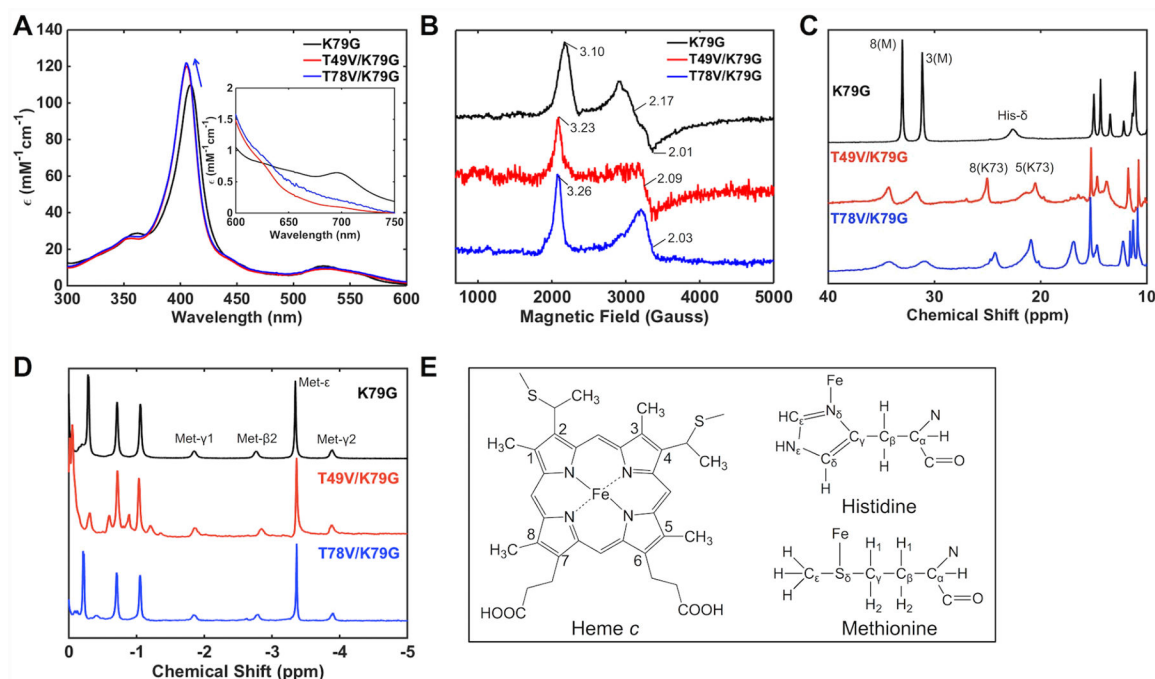 A
140
120
100
80
60
40
20
0
ε (mM⁻¹cm⁻¹)
K79G
T49V/K79G
T78V/K79G
2
1.5
1
0.5
0
ε (mM⁻¹cm⁻¹)
600 650 700 750
Wavelength (nm)
300 350 400 450 500 550 600
Wavelength (nm)
B
K79G
T49V/K79G
T78V/K79G
3.10
2.17
2.01
3.23
2.09
3.26
2.03
1000 2000 3000 4000 5000
Magnetic Field (Gauss)
C
8(M)
3(M)
K79G
His-δ
T49V/K79G
8(K73)
5(K73)
T78V/K79G
40 30 20 10
Chemical Shift (ppm)
D
K79G
Met-ε
Met-γ1
Met-β2
Met-γ2
T49V/K79G
T78V/K79G
0 -1 -2 -3 -4 -5
Chemical Shift (ppm)
E
S
CH₃
CH₃
S
2
3
H₃C
1
4
CH₃
N
N
Fe
N
N
8
5
H₃C
CH₃
7
6
HOOC
COOH
Heme c
Fe
HCε
Nδ
H
N
HNε
Cγ
Cβ
Cα
H
Cδ
H
C=O
H
Histidine
Fe
H
H₁
H₁
N
H
Cε
Sδ
Cγ
Cβ
Cα
H
H
H₂
H₂
C=O
Methionine